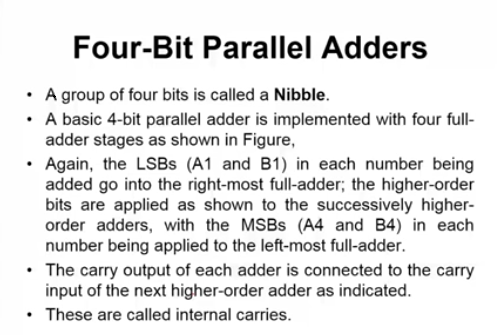 Four-Bit Parallel Adders
• A group of four bits is called a Nibble.
• A basic 4-bit parallel adder is implemented with four full-
adder stages as shown in Figure,
• Again, the LSBs (A1 and B1) in each number being
added go into the right-most full-adder; the higher-order
bits are applied as shown to the successively higher-
order adders, with the MSBs (A4 and B4) in each
number being applied to the left-most full-adder.
• The carry output of each adder is connected to the carry
input of the next higher-order adder as indicated.
• These are called internal carries.